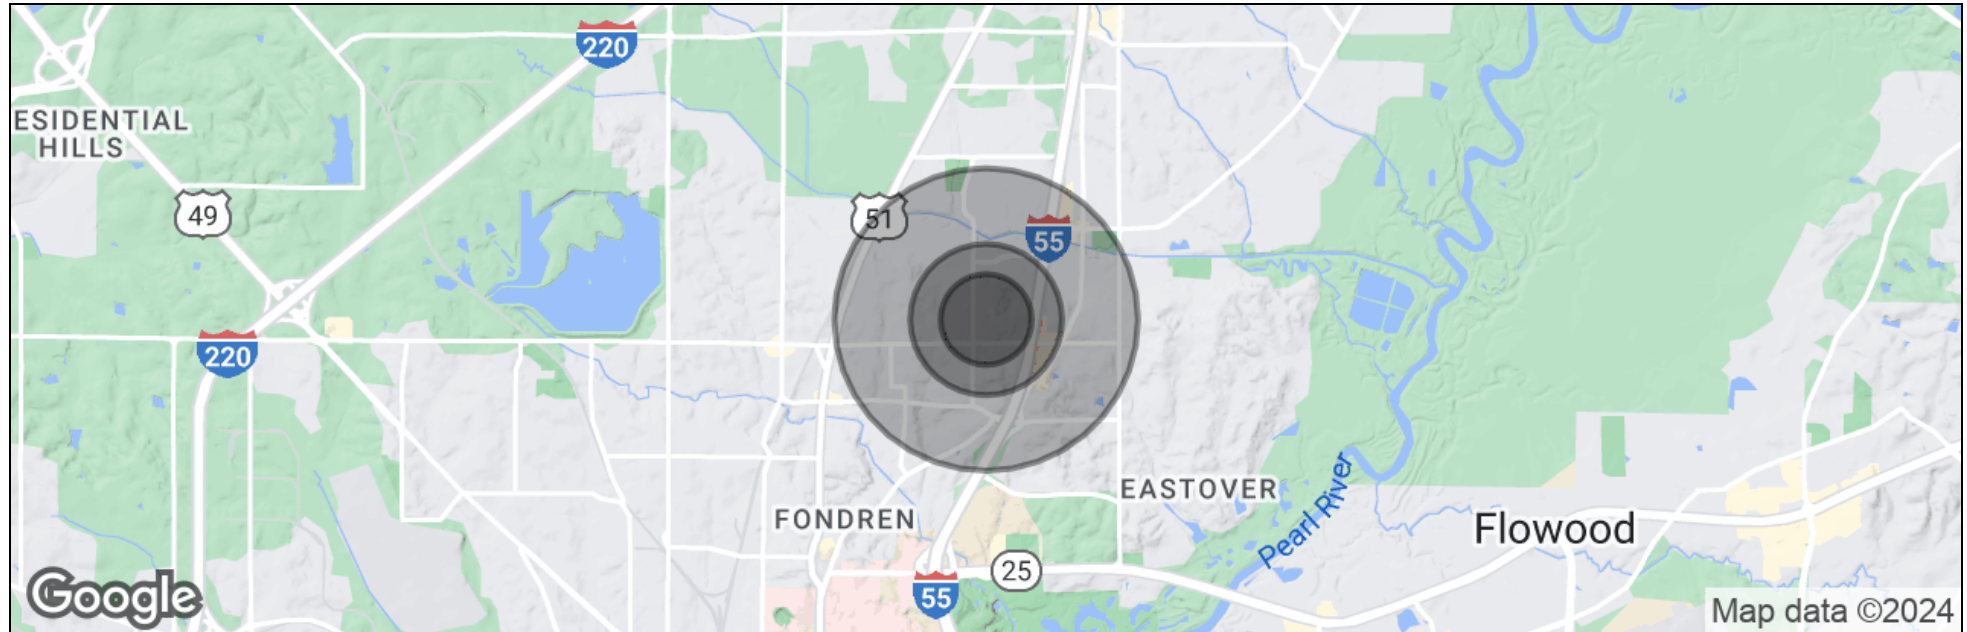 220
ESIDENTIAL
HILLS
49
51
55
220
EASTOVER
Pearl River
FONDREN
Flowood
25
55
Google
Map data ©2024